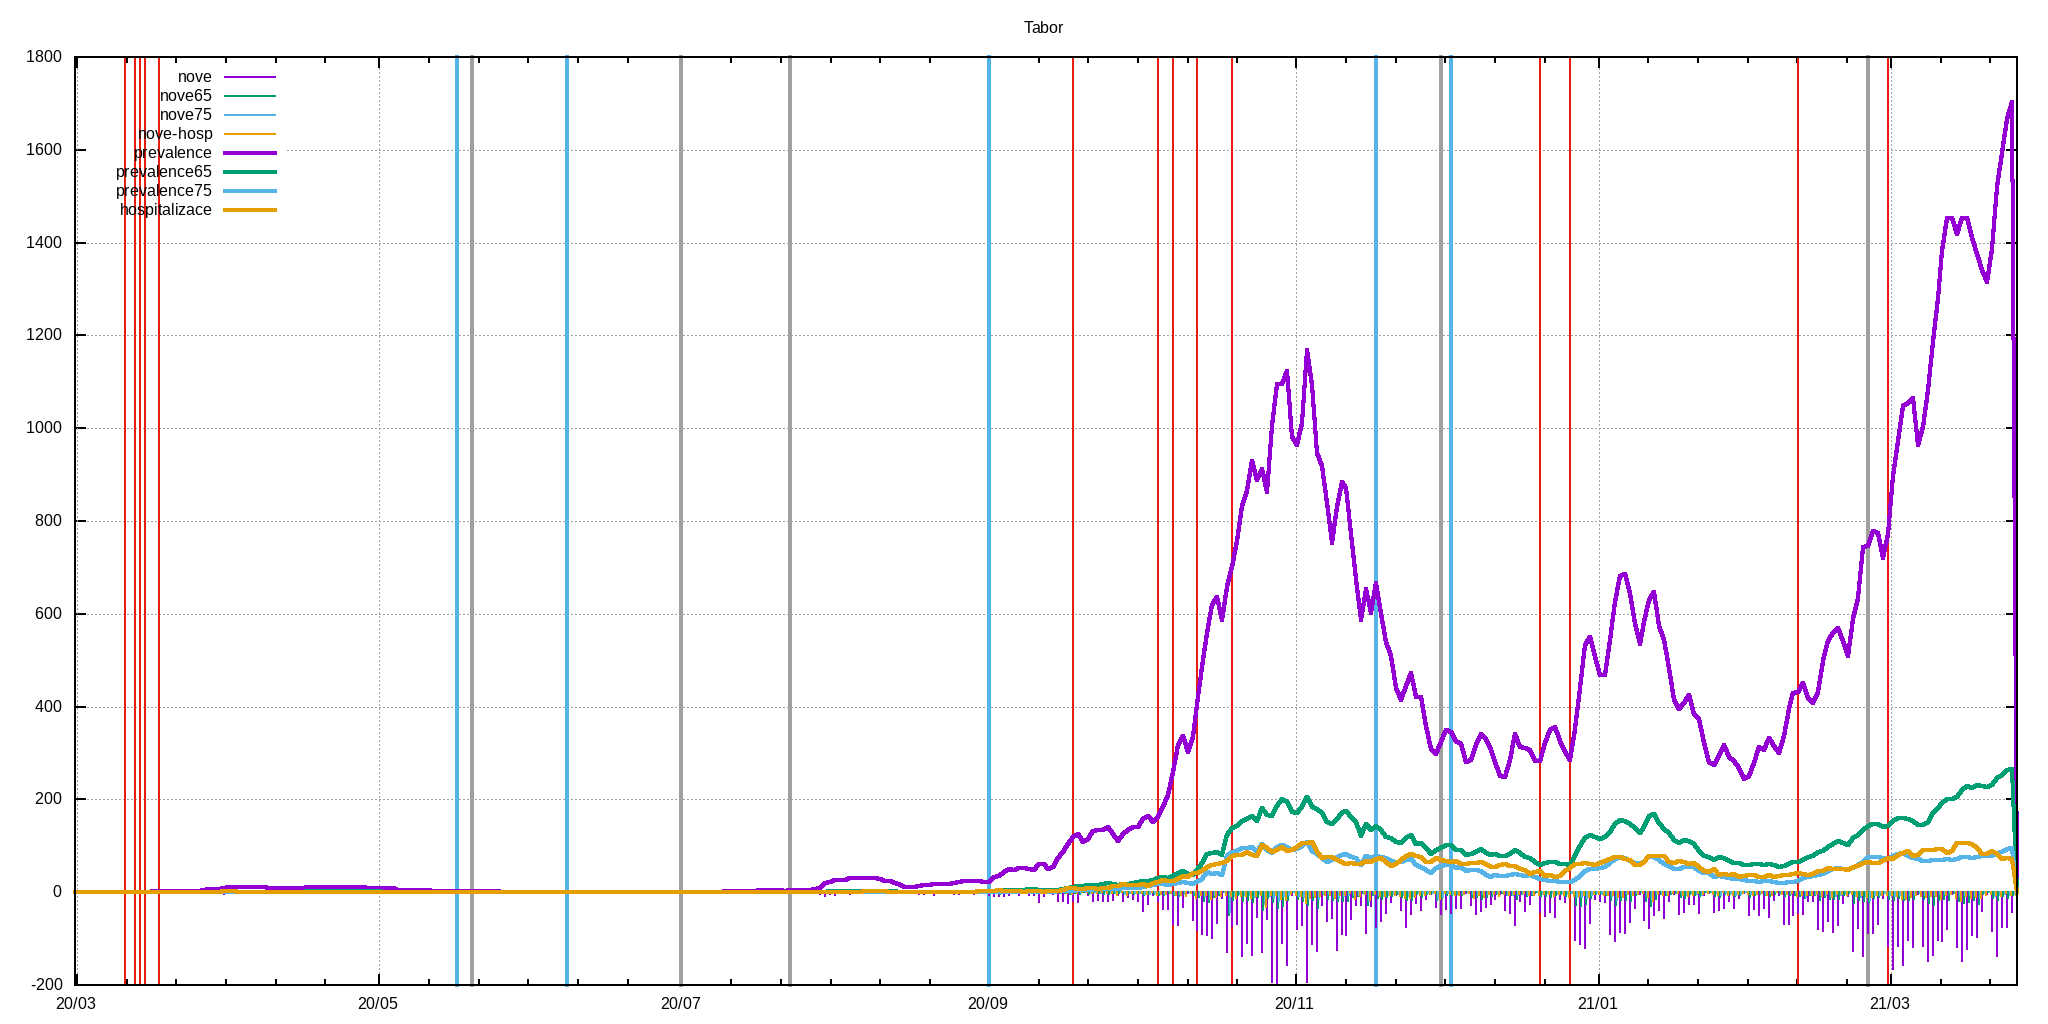 Tabor
1800
1600
1400
1200
1000
800
600
400
200
0
-200
nove
nove65
nove75
nove-hosp
prevalence
prevalence65
prevalence75
hospitalizace
20/03 20/05 20/07 20/09 20/11 21/01 21/03